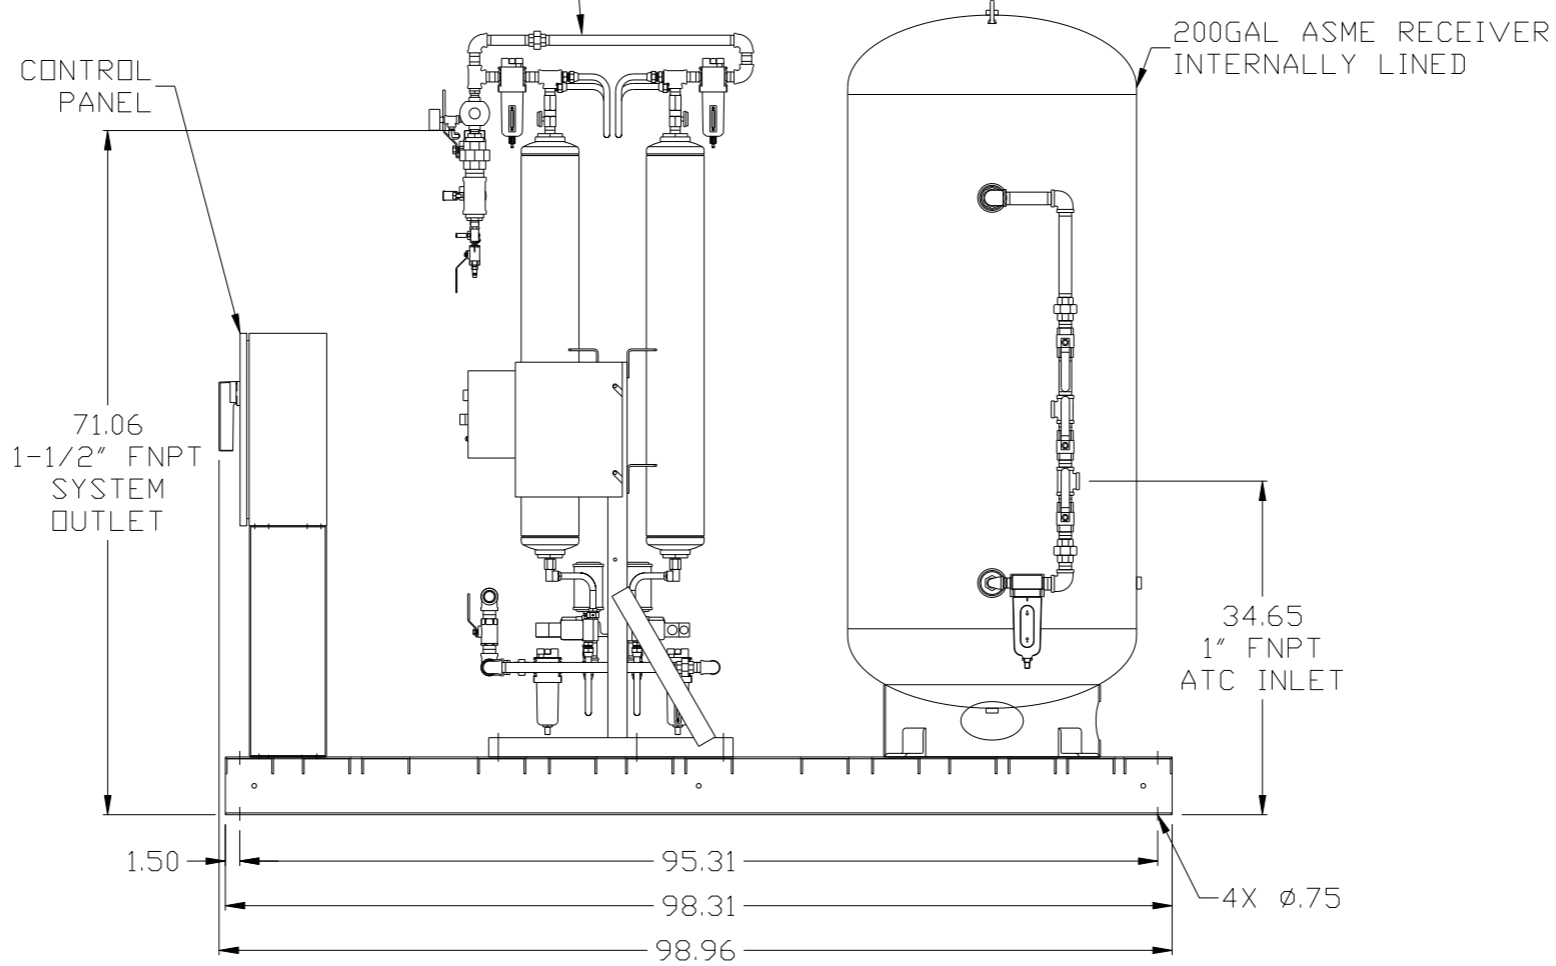 200GAL ASME RECEIVER
INTERNALLY LINED
CONTROL
PANEL
71.06
1-1/2" FNPT
SYSTEM
OUTLET
34.65
1" FNPT
ATC INLET
1.50
95.31
4X Ø.75
98.31
98.96